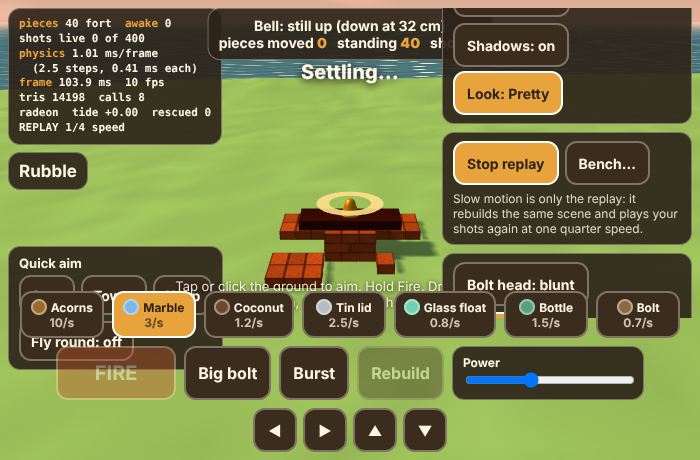 pieces 40 fort awake 0
shots live 0 of 400
physics 1.01 ms/frame
(2.5 steps, 0.41 ms each)
frame 103.9 ms 10 fps
tris 14198 calls 8
radeon tide +0.00 rescued 0
REPLAY 1/4 speed
Bell: still up (down at 32 cm)
pieces moved 0 standing 40
Settling...
Shadows: on
Look: Pretty
Stop replay
Bench...
Slow motion is only the replay: it
rebuilds the same scene and plays your
shots again at one quarter speed.
Rubble
Quick aim
Tap or click the ground to aim. Hold Fire.
Bolt head: blunt
Acorns
10/s
Marble
3/s
Coconut
1.2/s
Tin lid
2.5/s
Glass float
0.8/s
Bottle
1.5/s
Bolt
0.7/s
Fly round: off
FIRE
Big bolt
Burst
Rebuild
Power